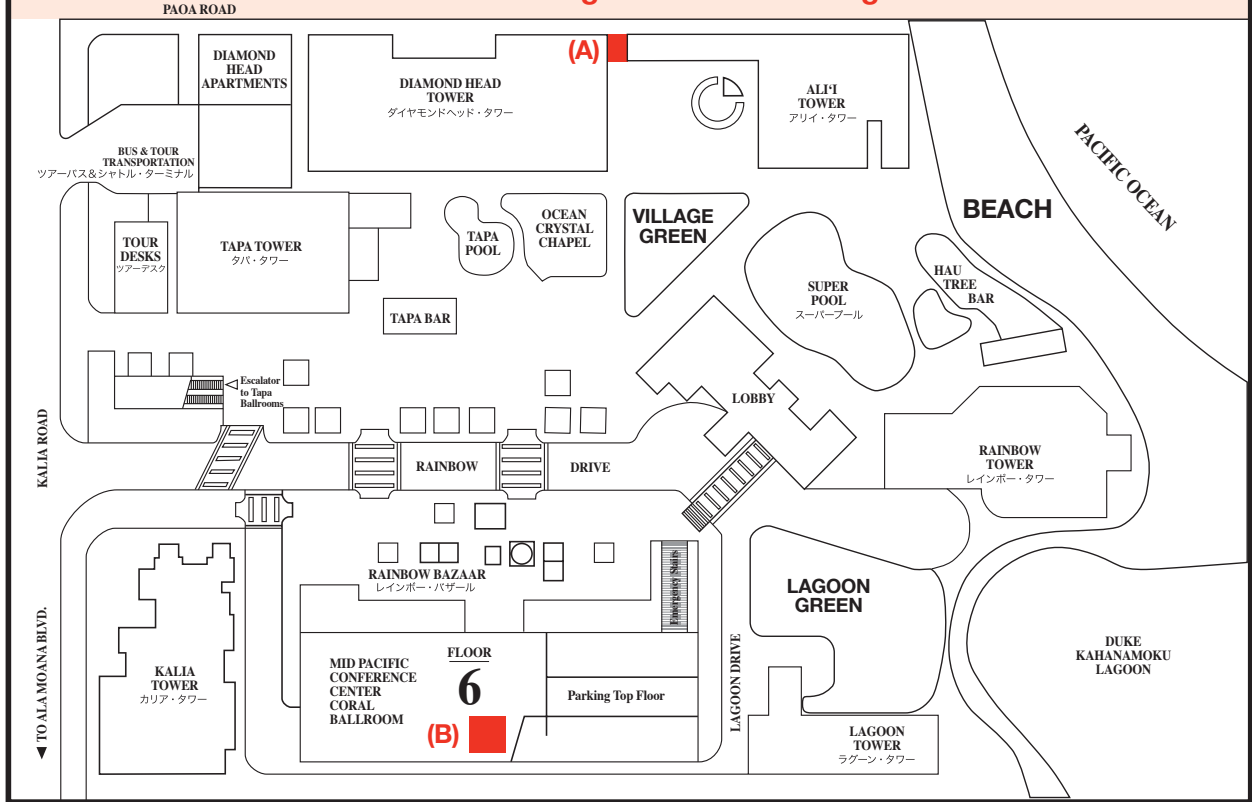 PAOA ROAD
(A)
DIAMOND
HEAD
APARTMENTS
DIAMOND HEAD
TOWER
ダイヤモンドヘッド・タワー
ALI‘I
TOWER
アリイ・タワー
PACIFIC OCEAN
BUS & TOUR
TRANSPORTATION
ツアーバス&シャトル・ターミナル
BEACH
TOUR
DESKS
ツアーデスク
TAPA TOWER
タパ・タワー
TAPA
POOL
OCEAN
CRYSTAL
CHAPEL
VILLAGE
GREEN
SUPER
POOL
スーパープール
HAU
TREE
BAR
TAPA BAR
Escalator
to Tapa
Ballrooms
LOBBY
KALIA ROAD
RAINBOW
DRIVE
RAINBOW
TOWER
レインボー・タワー
RAINBOW BAZAAR
レインボー・バザール
Emergency Stairs
LAGOON
GREEN
TO ALA MOANA BLVD.
KALIA
TOWER
カリア・タワー
MID PACIFIC
CONFERENCE
CENTER
CORAL
BALLROOM
FLOOR
6
(B)
Parking Top Floor
LAGOON DRIVE
DUKE
KAHANAMOKU
LAGOON
LAGOON
TOWER
ラグーン・タワー